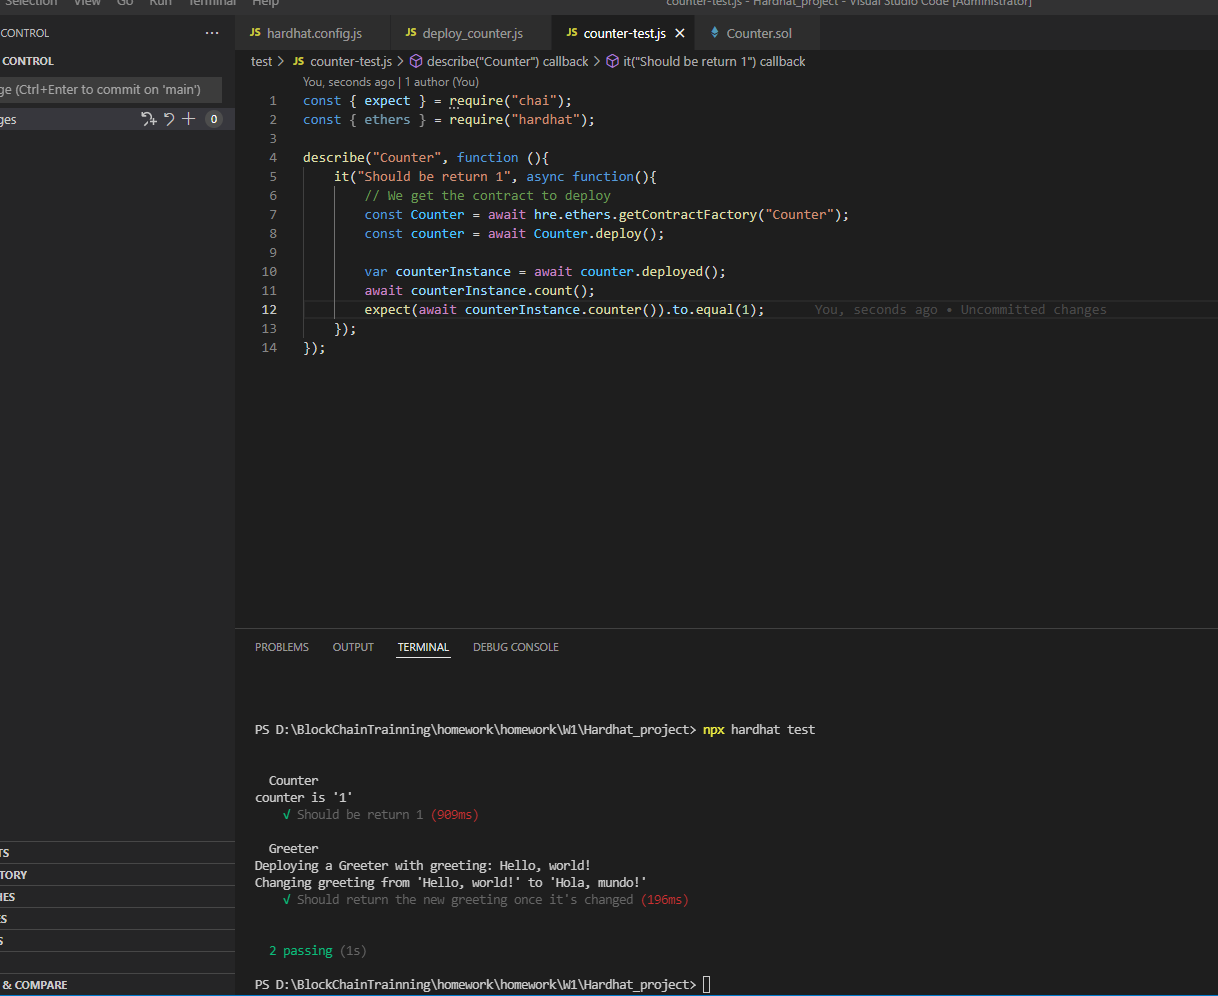 Selection View Go Run Terminal Help counter-test.js - Hardhat_project - Visual Studio Code [Administrator]
CONTROL ···
JS hardhat.config.js JS deploy_counter.js JS counter-test.js × Counter.sol
CONTROL
test > JS counter-test.js > describe("Counter") callback > it("Should be return 1") callback
ge (Ctrl+Enter to commit on 'main')
ges 0
You, seconds ago | 1 author (You)
1 const { expect } = require("chai");
2 const { ethers } = require("hardhat");
3
4 describe("Counter", function (){
5 it("Should be return 1", async function(){
6 // We get the contract to deploy
7 const Counter = await hre.ethers.getContractFactory("Counter");
8 const counter = await Counter.deploy();
9
10 var counterInstance = await counter.deployed();
11 await counterInstance.count();
12 expect(await counterInstance.counter()).to.equal(1); You, seconds ago • Uncommitted changes
13 });
14 });
PROBLEMS OUTPUT TERMINAL DEBUG CONSOLE
PS D:\BlockChainTrainning\homework\homework\W1\Hardhat_project> npx hardhat test
Counter
counter is '1'
√ Should be return 1 (909ms)
Greeter
Deploying a Greeter with greeting: Hello, world!
Changing greeting from 'Hello, world!' to 'Hola, mundo!'
√ Should return the new greeting once it's changed (196ms)
2 passing (1s)
PS D:\BlockChainTrainning\homework\homework\W1\Hardhat_project>
TS
TORY
HES
ES
S
& COMPARE